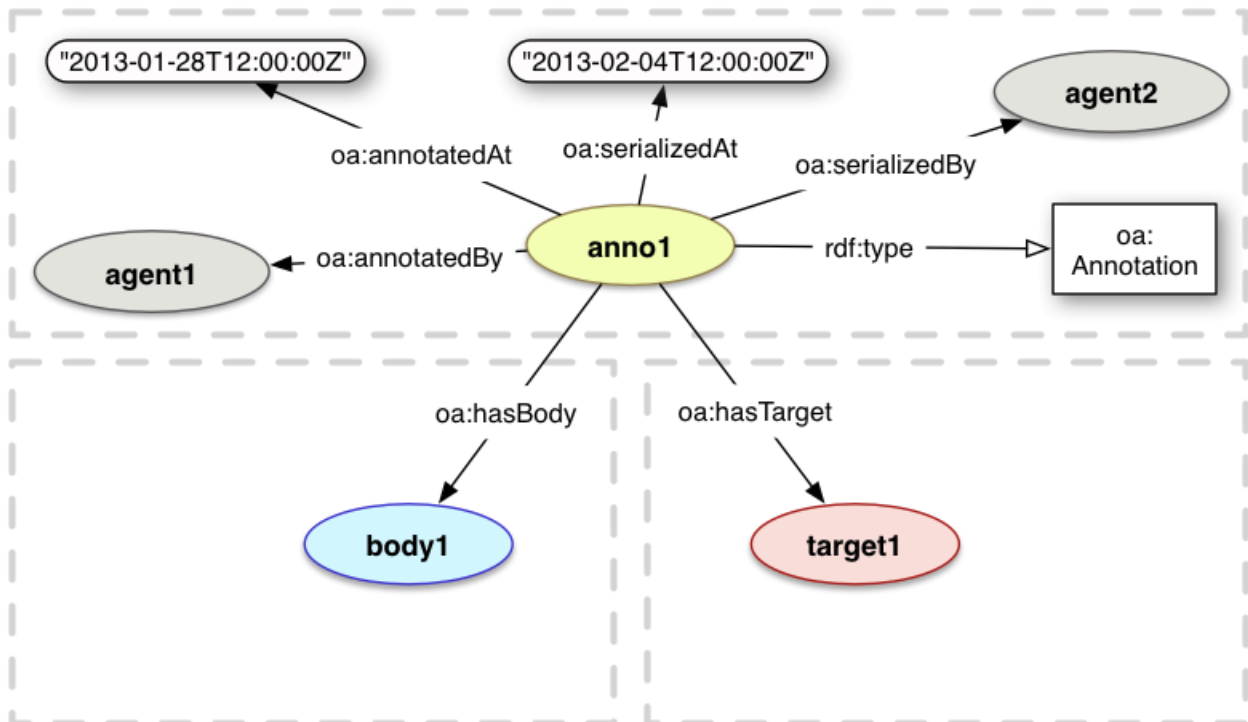 "2013-01-28T12:00:00Z"
"2013-02-04T12:00:00Z"
agent2
oa:annotatedAt
oa:serializedAt
oa:serializedBy
agent1
oa:annotatedBy
anno1
rdf:type
oa:
Annotation
oa:hasBody
oa:hasTarget
body1
target1